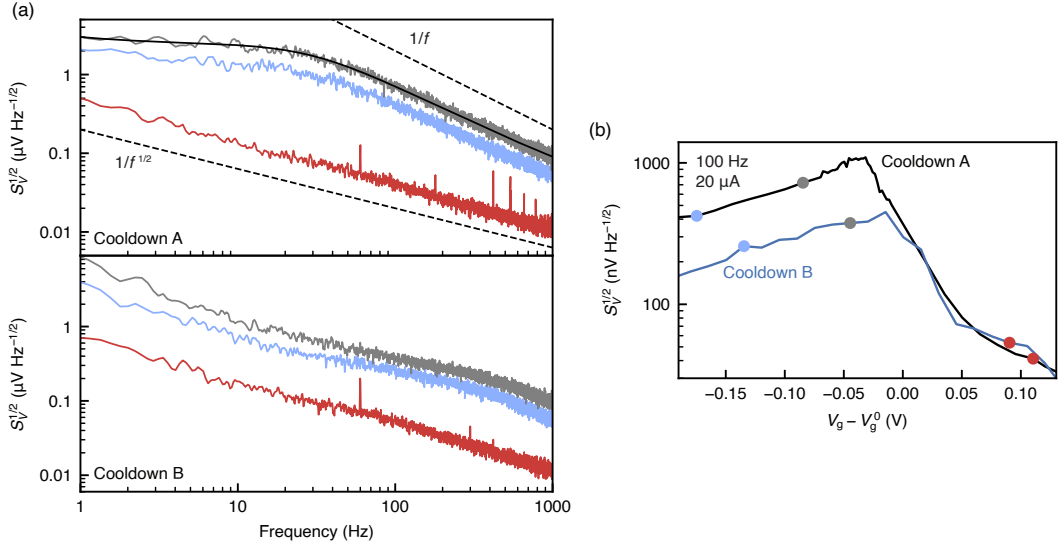 (a)
S_V^{1/2} (μV Hz^{−1/2})
1
0.1
0.01
1/f
1/f^{1/2}
Cooldown A
S_V^{1/2} (μV Hz^{−1/2})
1
0.1
0.01
Cooldown B
1 10 100 1000
Frequency (Hz)
(b)
S_V^{1/2} (nV Hz^{−1/2})
1000
100
100 Hz
20 μA
Cooldown A
Cooldown B
−0.15 −0.10 −0.05 0.00 0.05 0.10
V_g − V_g^0 (V)